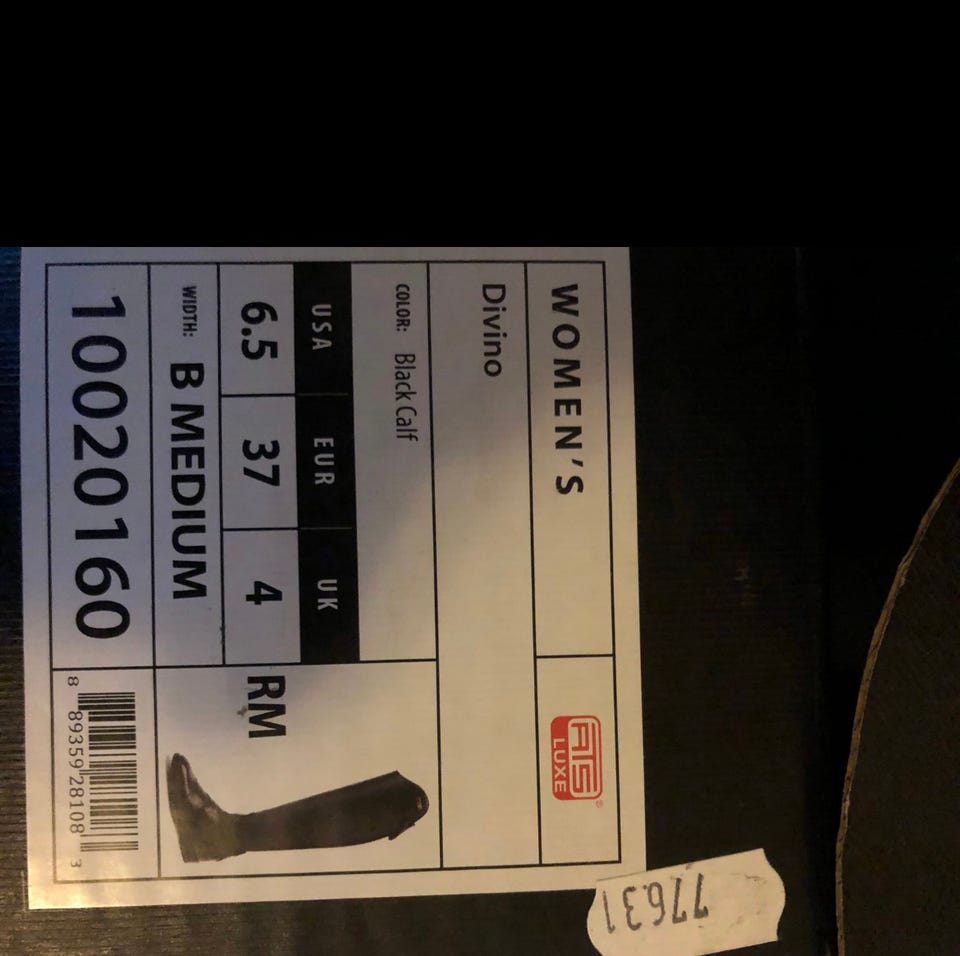 WOMEN'S
ATS
LUXE®
Divino
COLOR: Black Calf
USA EUR UK
6.5 37 4
RM
WIDTH: B MEDIUM
10020160
8 89359 28108 3
77631